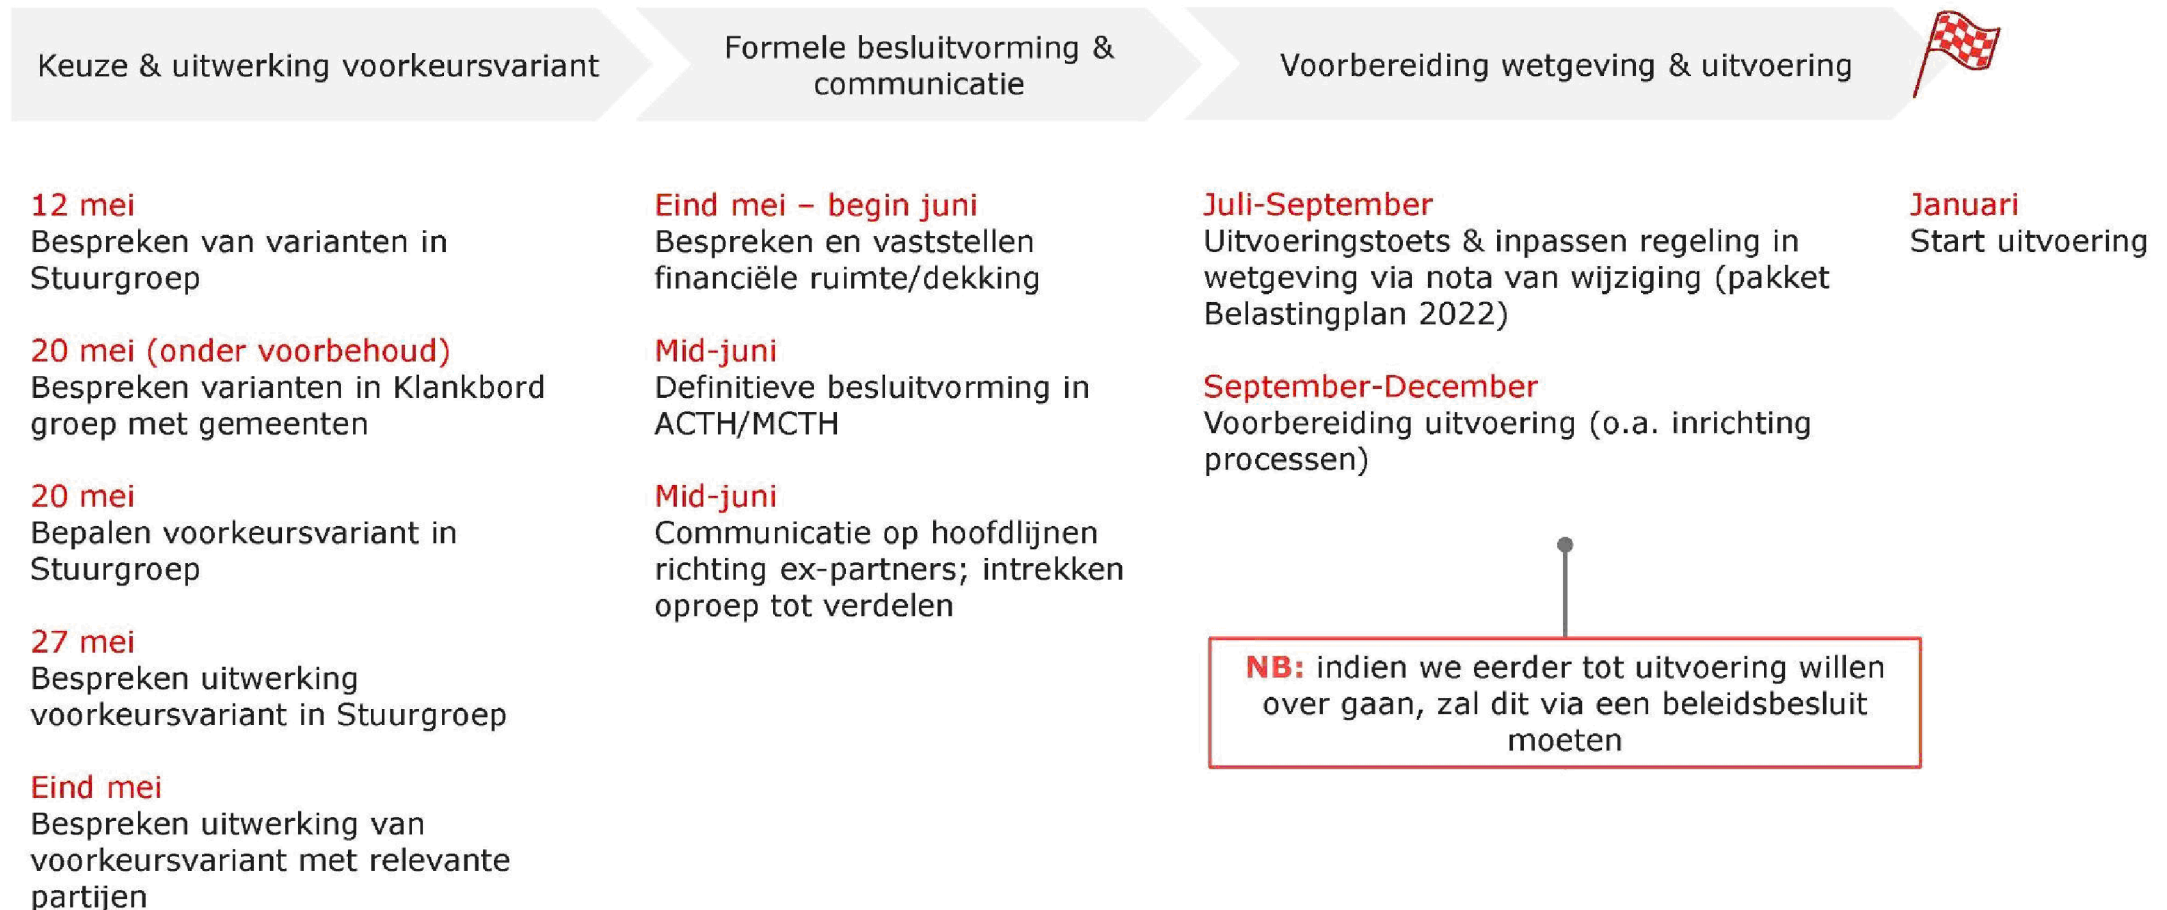 Keuze & uitwerking voorkeursvariant
Formele besluitvorming &
communicatie
Voorbereiding wetgeving & uitvoering
12 mei
Bespreken van varianten in
Stuurgroep
20 mei (onder voorbehoud)
Bespreken varianten in Klankbord
groep met gemeenten
20 mei
Bepalen voorkeursvariant in
Stuurgroep
27 mei
Bespreken uitwerking
voorkeursvariant in Stuurgroep
Eind mei
Bespreken uitwerking van
voorkeursvariant met relevante
partijen
Eind mei – begin juni
Bespreken en vaststellen
financiële ruimte/dekking
Mid-juni
Definitieve besluitvorming in
ACTH/MCTH
Mid-juni
Communicatie op hoofdlijnen
richting ex-partners; intrekken
oproep tot verdelen
Juli-September
Uitvoeringstoets & inpassen regeling in
wetgeving via nota van wijziging (pakket
Belastingplan 2022)
September-December
Voorbereiding uitvoering (o.a. inrichting
processen)
NB: indien we eerder tot uitvoering willen
over gaan, zal dit via een beleidsbesluit
moeten
Januari
Start uitvoering